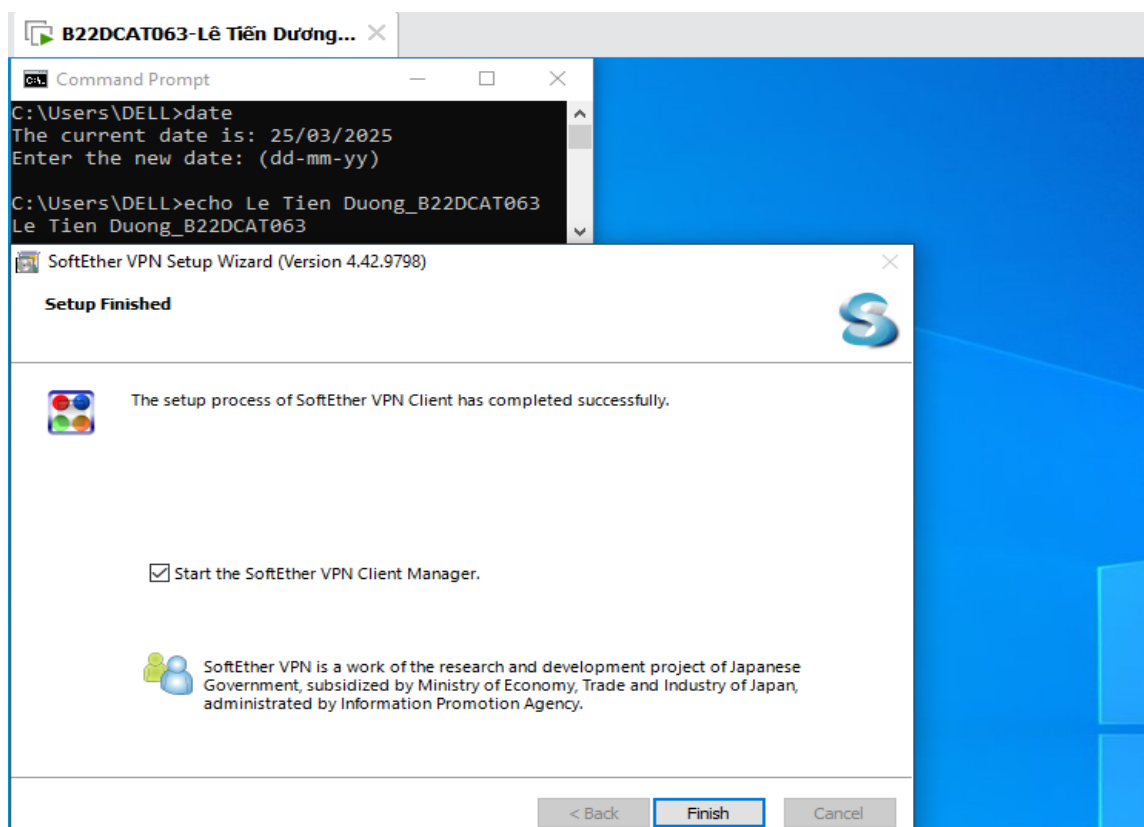 B22DCAT063-Lê Tiến Dương...
Command Prompt
C:\Users\DELL>date
The current date is: 25/03/2025
Enter the new date: (dd-mm-yy)
C:\Users\DELL>echo Le Tien Duong_B22DCAT063
Le Tien Duong_B22DCAT063
SoftEther VPN Setup Wizard (Version 4.42.9798)
Setup Finished
The setup process of SoftEther VPN Client has completed successfully.
Start the SoftEther VPN Client Manager.
SoftEther VPN is a work of the research and development project of Japanese
Government, subsidized by Ministry of Economy, Trade and Industry of Japan,
administrated by Information Promotion Agency.
< Back Finish Cancel